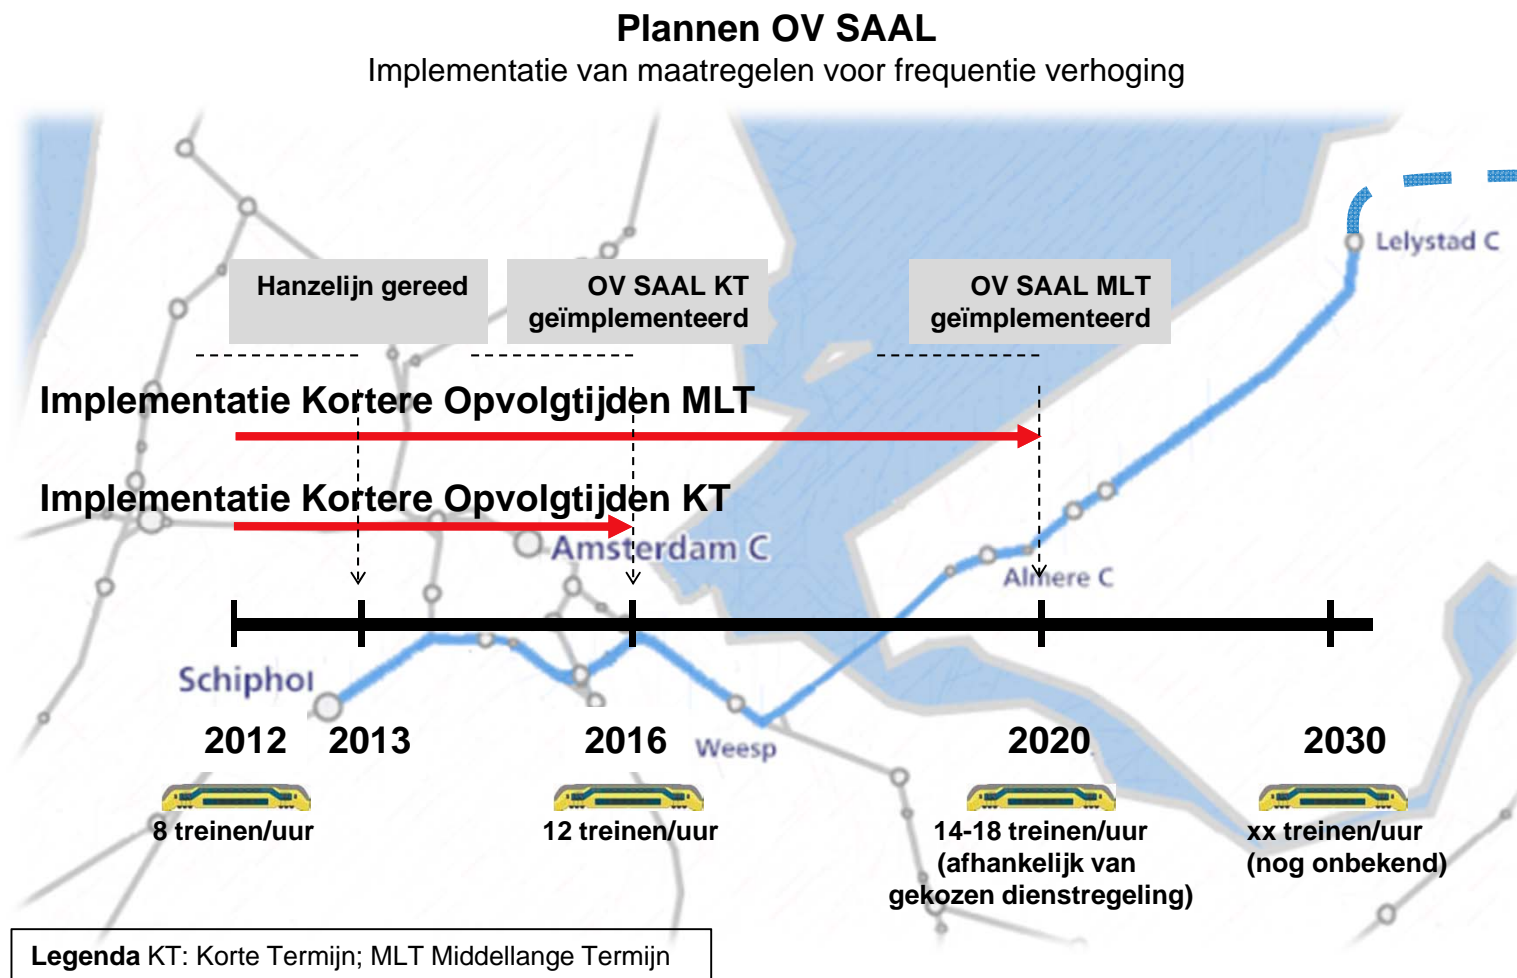 Plannen OV SAAL
Implementatie van maatregelen voor frequentie verhoging
Lelystad C
Hanzelijn gereed
OV SAAL KT
geïmplementeerd
OV SAAL MLT
geïmplementeerd
Implementatie Kortere Opvolgtijden MLT
Implementatie Kortere Opvolgtijden KT
Amsterdam C
Almere C
Schiphol
Weesp
2012
2013
2016
2020
2030
8 treinen/uur
12 treinen/uur
14-18 treinen/uur
(afhankelijk van
gekozen dienstregeling)
xx treinen/uur
(nog onbekend)
Legenda KT: Korte Termijn; MLT Middellange Termijn